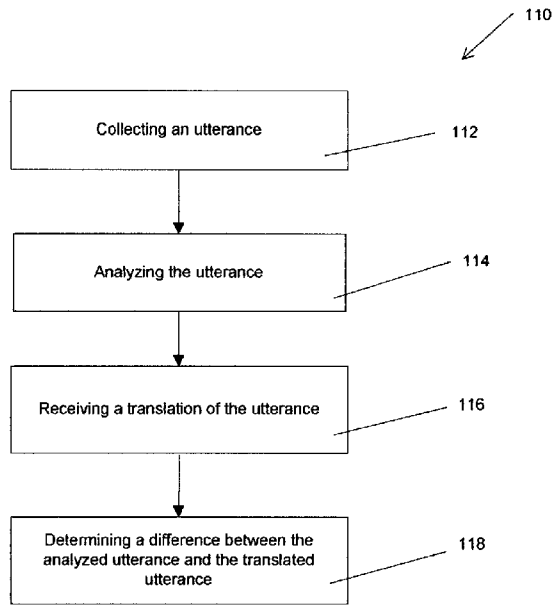 110
Collecting an utterance
112
Analyzing the utterance
114
Receiving a translation of the utterance
116
Determining a difference between the
analyzed utterance and the translated
utterance
118